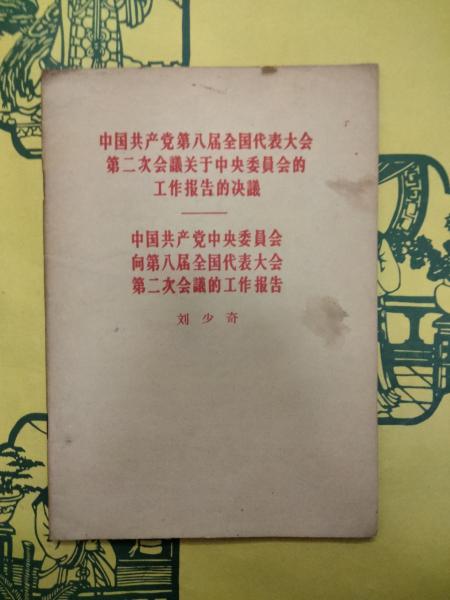 中国共产党第八届全国代表大会
第二次会議关于中央委員会的
工作报告的决議
中国共产党中央委員会
向第八届全国代表大会
第二次会議的工作报告
刘少奇